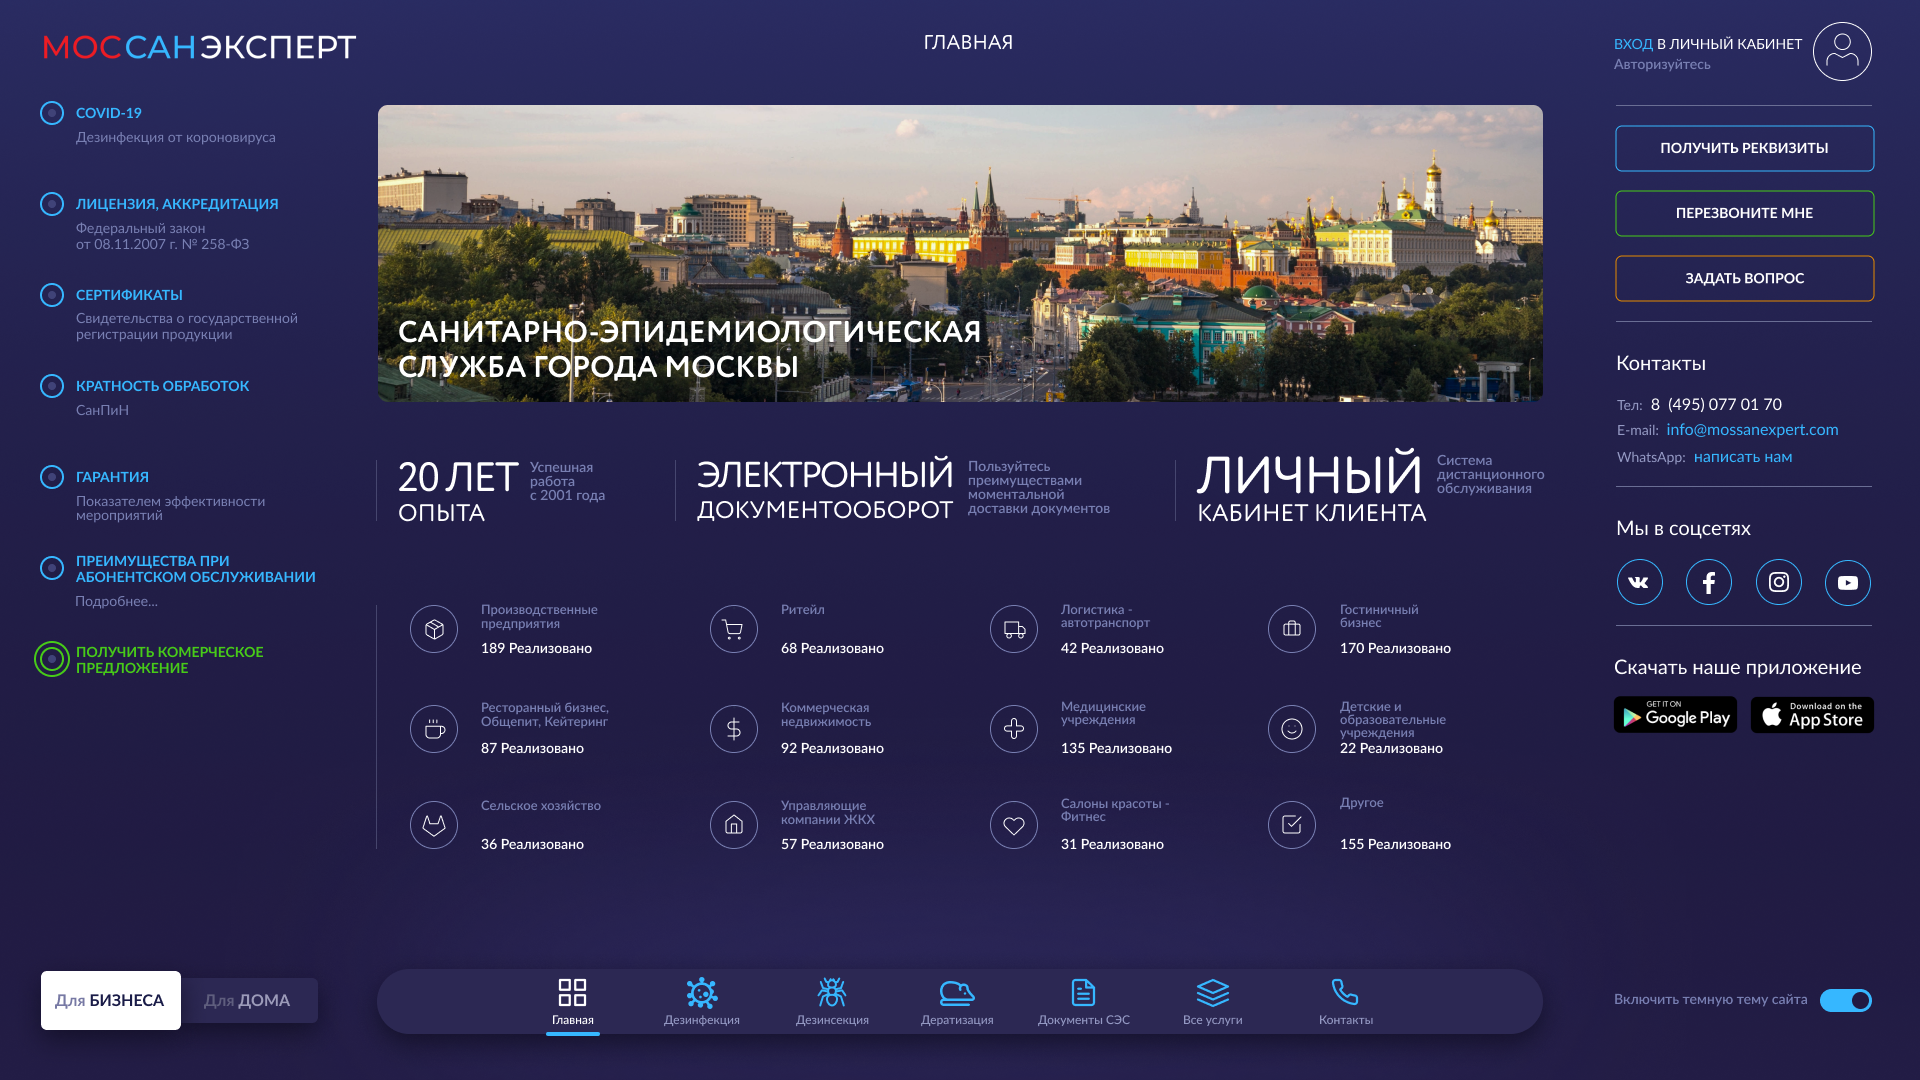 МОССАНЭКСПЕРТ
ГЛАВНАЯ
ВХОД В ЛИЧНЫЙ КАБИНЕТ
Авторизуйтесь
COVID-19
Дезинфекция от короновируса
ЛИЦЕНЗИЯ, АККРЕДИТАЦИЯ
Федеральный закон
от 08.11.2007 г. № 258-ФЗ
СЕРТИФИКАТЫ
Свидетельства о государственной
регистрации продукции
КРАТНОСТЬ ОБРАБОТОК
СанПиН
ГАРАНТИЯ
Показателем эффективности
мероприятий
ПРЕИМУЩЕСТВА ПРИ
АБОНЕНТСКОМ ОБСЛУЖИВАНИИ
Подробнее...
ПОЛУЧИТЬ КОМЕРЧЕСКОЕ
ПРЕДЛОЖЕНИЕ
САНИТАРНО-ЭПИДЕМИОЛОГИЧЕСКАЯ
СЛУЖБА ГОРОДА МОСКВЫ
20 ЛЕТ
ОПЫТА
Успешная
работа
с 2001 года
ЭЛЕКТРОННЫЙ
ДОКУМЕНТООБОРОТ
Пользуйтесь
преимуществами
моментальной
доставки документов
ЛИЧНЫЙ
КАБИНЕТ КЛИЕНТА
Система
дистанционного
обслуживания
Производственные
предприятия
189 Реализовано
Ритейл
68 Реализовано
Логистика -
автотранспорт
42 Реализовано
Гостиничный
бизнес
170 Реализовано
Ресторанный бизнес,
Общепит, Кейтеринг
87 Реализовано
Коммерческая
недвижимость
92 Реализовано
Медицинские
учреждения
135 Реализовано
Детские и
образовательные
учреждения
22 Реализовано
Сельское хозяйство
36 Реализовано
Управляющие
компании ЖКХ
57 Реализовано
Салоны красоты -
Фитнес
31 Реализовано
Другое
155 Реализовано
ПОЛУЧИТЬ РЕКВИЗИТЫ
ПЕРЕЗВОНИТЕ МНЕ
ЗАДАТЬ ВОПРОС
Контакты
Тел: 8 (495) 077 01 70
E-mail: info@mossanexpert.com
WhatsApp: написать нам
Мы в соцсетях
Скачать наше приложение
GET IT ON
Google Play
Download on the
App Store
Для БИЗНЕСА
Для ДОМА
Главная
Дезинфекция
Дезинсекция
Дератизация
Документы СЭС
Все услуги
Контакты
Включить темную тему сайта